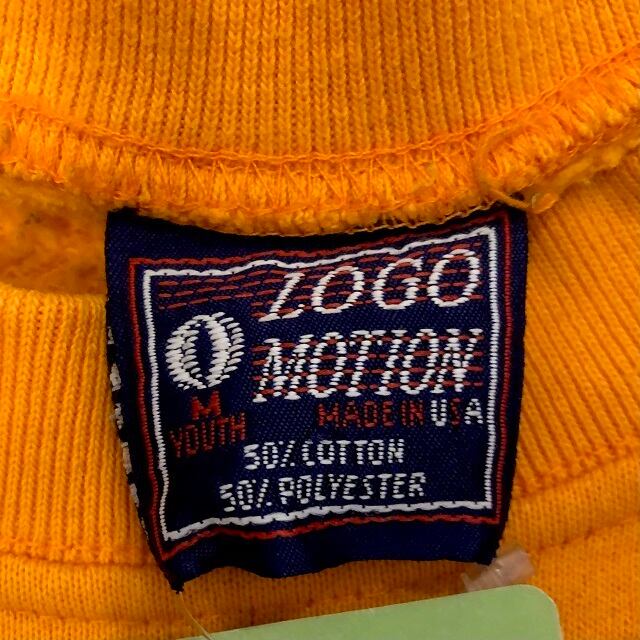 LOGO
MOTION
M
YOUTH
MADE IN USA
50% COTTON
50% POLYESTER